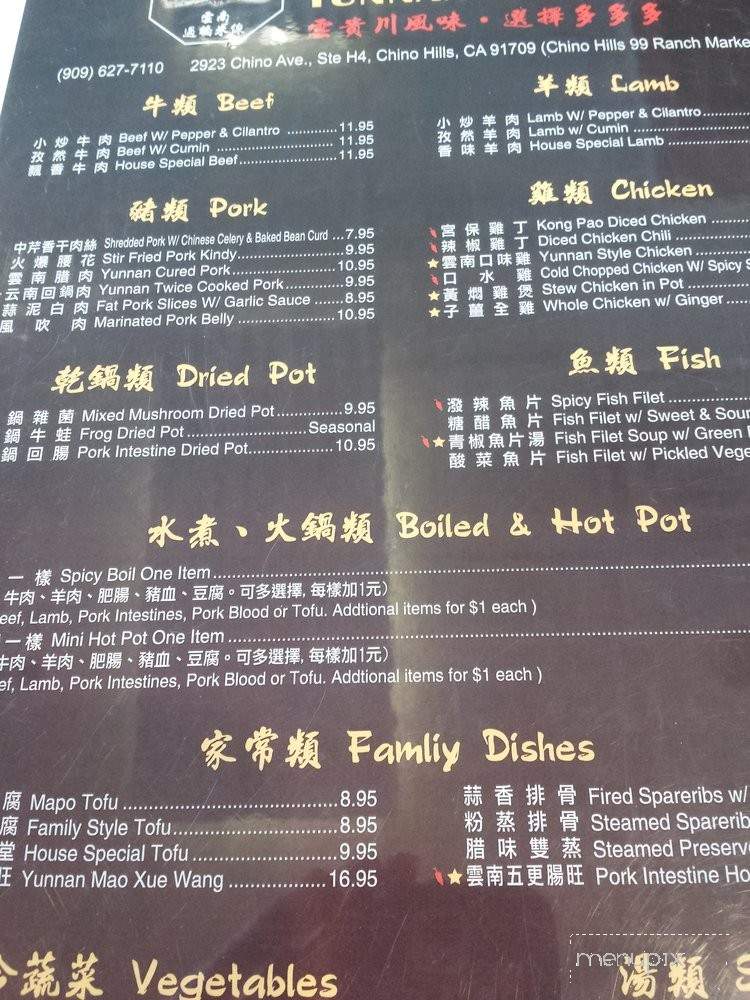 雲南
過橋米線
YUNNA
雲貴川風味·選擇多多多
(909) 627-7110 2923 Chino Ave., Ste H4, Chino Hills, CA 91709 (Chino Hills 99 Ranch Marke
牛類 Beef
小炒牛肉 Beef W/ Pepper & Cilantro ............11.95
孜然牛肉 Beef W/ Cumin ............11.95
飄香牛肉 House Special Beef............11.95
豬類 Pork
中芹香干肉絲 Shredded Pork W/ Chinese Celery & Baked Bean Curd ...7.95
火爆腰花 Stir Fried Pork Kindy............9.95
雲南腊肉 Yunnan Cured Pork............10.95
云南回鍋肉 Yunnan Twice Cooked Pork............9.95
蒜泥白肉 Fat Pork Slices W/ Garlic Sauce ......8.95
風吹肉 Marinated Pork Belly ............10.95
乾鍋類 Dried Pot
鍋雜菌 Mixed Mushroom Dried Pot............9.95
鍋牛蛙 Frog Dried Pot............Seasonal
鍋回腸 Pork Intestine Dried Pot............10.95
羊類 Lamb
小炒羊肉 Lamb W/ Pepper & Cilantro......
孜然羊肉 Lamb w/ Cumin ............
香味羊肉 House Special Lamb ............
雞類 Chicken
宮保雞丁 Kong Pao Diced Chicken ......
辣椒雞丁 Diced Chicken Chili ............
雲南口味雞 Yunnan Style Chicken ......
口水雞 Cold Chopped Chicken W/ Spicy S
黃燜雞煲 Stew Chicken in Pot ............
子薑全雞 Whole Chicken w/ Ginger......
魚類 Fish
潑辣魚片 Spicy Fish Filet ............
糖醋魚片 Fish Filet w/ Sweet & Sour
青椒魚片湯 Fish Filet Soup w/ Green
酸菜魚片 Fish Filet w/ Pickled Vege
水煮、火鍋類 Boiled & Hot Pot
一樣 Spicy Boil One Item............
牛肉、羊肉、肥腸、豬血、豆腐。可多選擇, 每樣加1元)
eef, Lamb, Pork Intestines, Pork Blood or Tofu. Addtional items for $1 each )
一樣 Mini Hot Pot One Item ............
牛肉、羊肉、肥腸、豬血、豆腐。可多選擇, 每樣加1元)
ef, Lamb, Pork Intestines, Pork Blood or Tofu. Addtional items for $1 each )
家常類 Famliy Dishes
腐 Mapo Tofu ............8.95
腐 Family Style Tofu............8.95
堂 House Special Tofu ............9.95
旺 Yunnan Mao Xue Wang ............16.95
蒜香排骨 Fired Spareribs w/
粉蒸排骨 Steamed Sparerib
腊味雙蒸 Steamed Preserve
雲南五更腸旺 Pork Intestine Ho
蔬菜 Vegetables
湯類 S
menupix